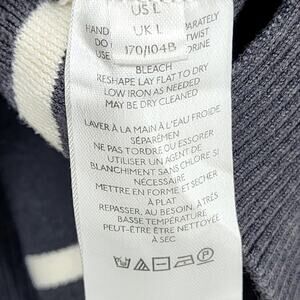 US L
HAND UK L PARATELY
DO TWIST
USE 170/104B ORINE
BLEACH
RESHAPE LAY FLAT TO DRY
LOW IRON AS NEEDED
MAY BE DRY CLEANED
LAVER À LA MAIN À L'EAU FROIDE
SÉPARÉMEN
NE PAS TORDRE OU ESSORER
UTILISER UN AGENT DE
BLANCHIMENT SANS CHLORE SI
NÉCESSAIRE
METTRE EN FORME ET SÉCHER
À PLAT
REPASSER, AU BESOIN, À TRÈS
BASSE TEMPÉRATURE
PEUT-ÊTRE ÊTRE NETTOYÉ
À SEC